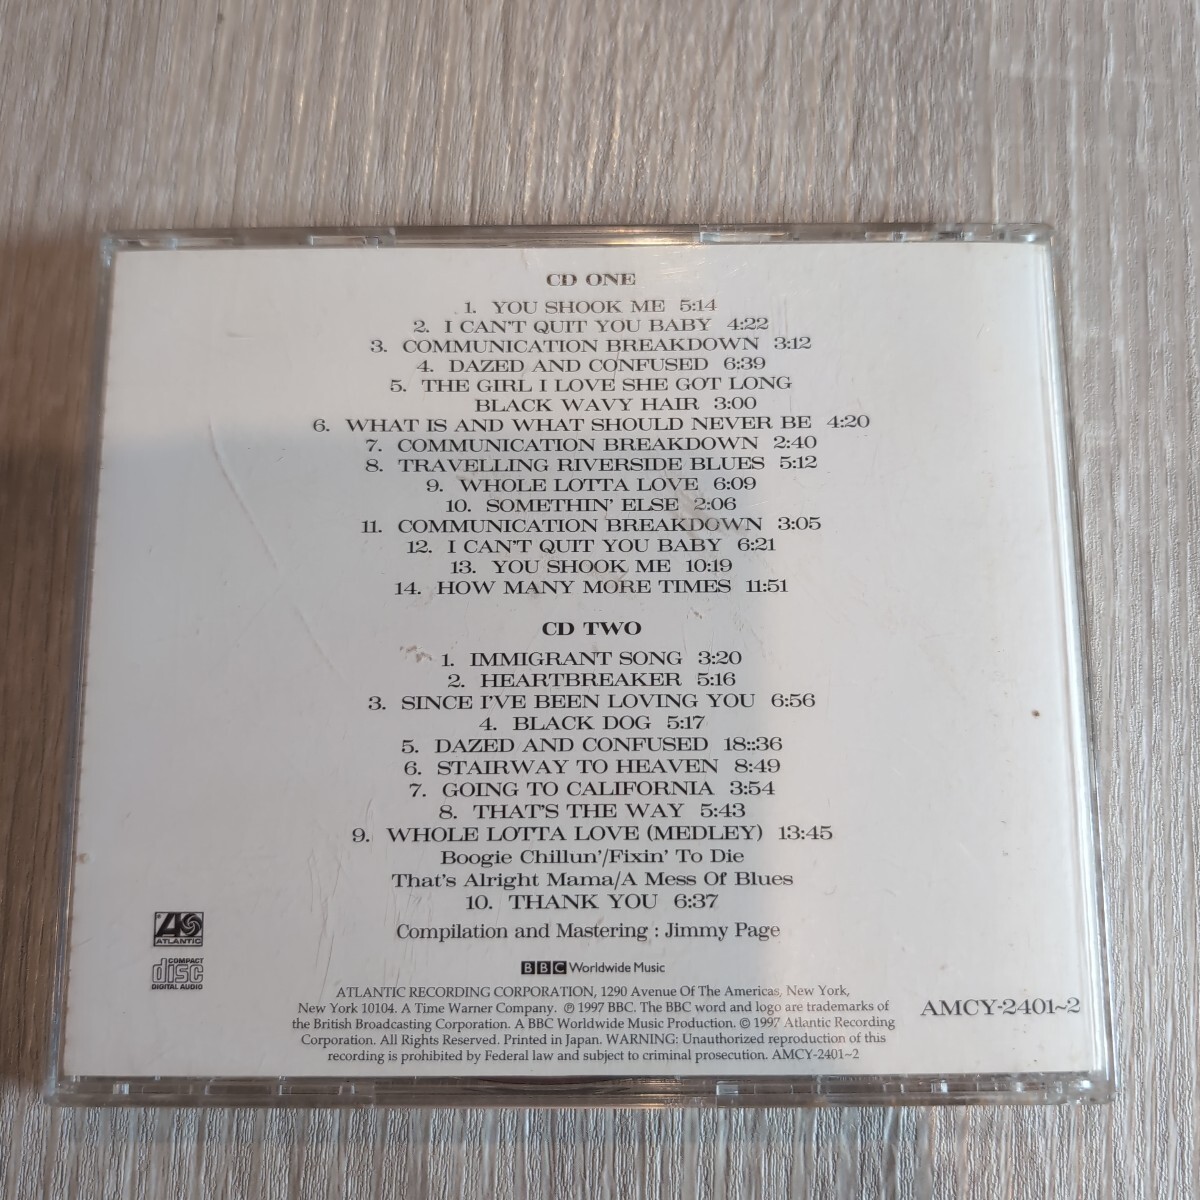 CD ONE
1. YOU SHOOK ME 5:14
2. I CAN'T QUIT YOU BABY 4:22
3. COMMUNICATION BREAKDOWN 3:12
4. DAZED AND CONFUSED 6:39
5. THE GIRL I LOVE SHE GOT LONG
BLACK WAVY HAIR 3:00
6. WHAT IS AND WHAT SHOULD NEVER BE 4:20
7. COMMUNICATION BREAKDOWN 2:40
8. TRAVELLING RIVERSIDE BLUES 5:12
9. WHOLE LOTTA LOVE 6:09
10. SOMETHIN' ELSE 2:06
11. COMMUNICATION BREAKDOWN 3:05
12. I CAN'T QUIT YOU BABY 6:21
13. YOU SHOOK ME 10:19
14. HOW MANY MORE TIMES 11:51
CD TWO
1. IMMIGRANT SONG 3:20
2. HEARTBREAKER 5:16
3. SINCE I'VE BEEN LOVING YOU 6:56
4. BLACK DOG 5:17
5. DAZED AND CONFUSED 18::36
6. STAIRWAY TO HEAVEN 8:49
7. GOING TO CALIFORNIA 3:54
8. THAT'S THE WAY 5:43
9. WHOLE LOTTA LOVE (MEDLEY) 13:45
Boogie Chillun'/Fixin' To Die
That's Alright Mama/A Mess Of Blues
10. THANK YOU 6:37
Compilation and Mastering : Jimmy Page
ATLANTIC
COMPACT
disc
DIGITAL AUDIO
BBC Worldwide Music
ATLANTIC RECORDING CORPORATION, 1290 Avenue Of The Americas, New York,
New York 10104. A Time Warner Company. ℗ 1997 BBC. The BBC word and logo are trademarks of
the British Broadcasting Corporation. A BBC Worldwide Music Production. © 1997 Atlantic Recording
Corporation. All Rights Reserved. Printed in Japan. WARNING: Unauthorized reproduction of this
recording is prohibited by Federal law and subject to criminal prosecution. AMCY-2401~2
AMCY-2401~2